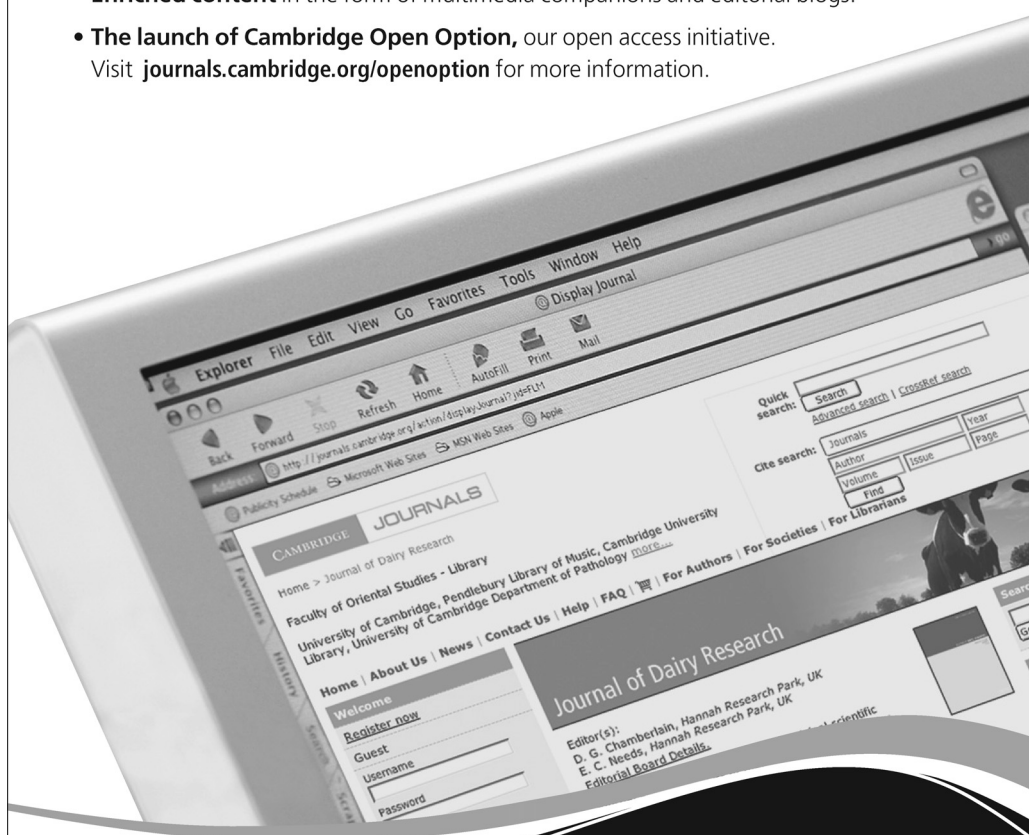 Enriched content in the form of multimedia companions and editorial blogs.
• The launch of Cambridge Open Option, our open access initiative.
Visit journals.cambridge.org/openoption for more information.
Explorer File Edit View Go Favorites Tools Window Help
Display Journal
Back Forward Stop Refresh Home AutoFill Print Mail
Address http://journals.cambridge.org/action/displayJournal?jid=FLM
go
Publicity Schedule Microsoft Web Sites MSN Web Sites Apple
Favorites
History
Search
Scrap
CAMBRIDGE JOURNALS
Quick search: Search
Advanced search | CrossRef search
Cite search: Journals Year
Author
Volume Issue Page
Find
Home > Journal of Dairy Research
Faculty of Oriental Studies - Library
University of Cambridge, Pendlebury Library of Music, Cambridge University
Library, University of Cambridge Department of Pathology more...
Home | About Us | News | Contact Us | Help | FAQ | For Authors | For Societies | For Librarians
Welcome
Register now
Guest
Username
Password
Journal of Dairy Research
Editor(s):
D. G. Chamberlain, Hannah Research Park, UK
E. C. Needs, Hannah Research Park, UK
Editorial Board Details.
scientific